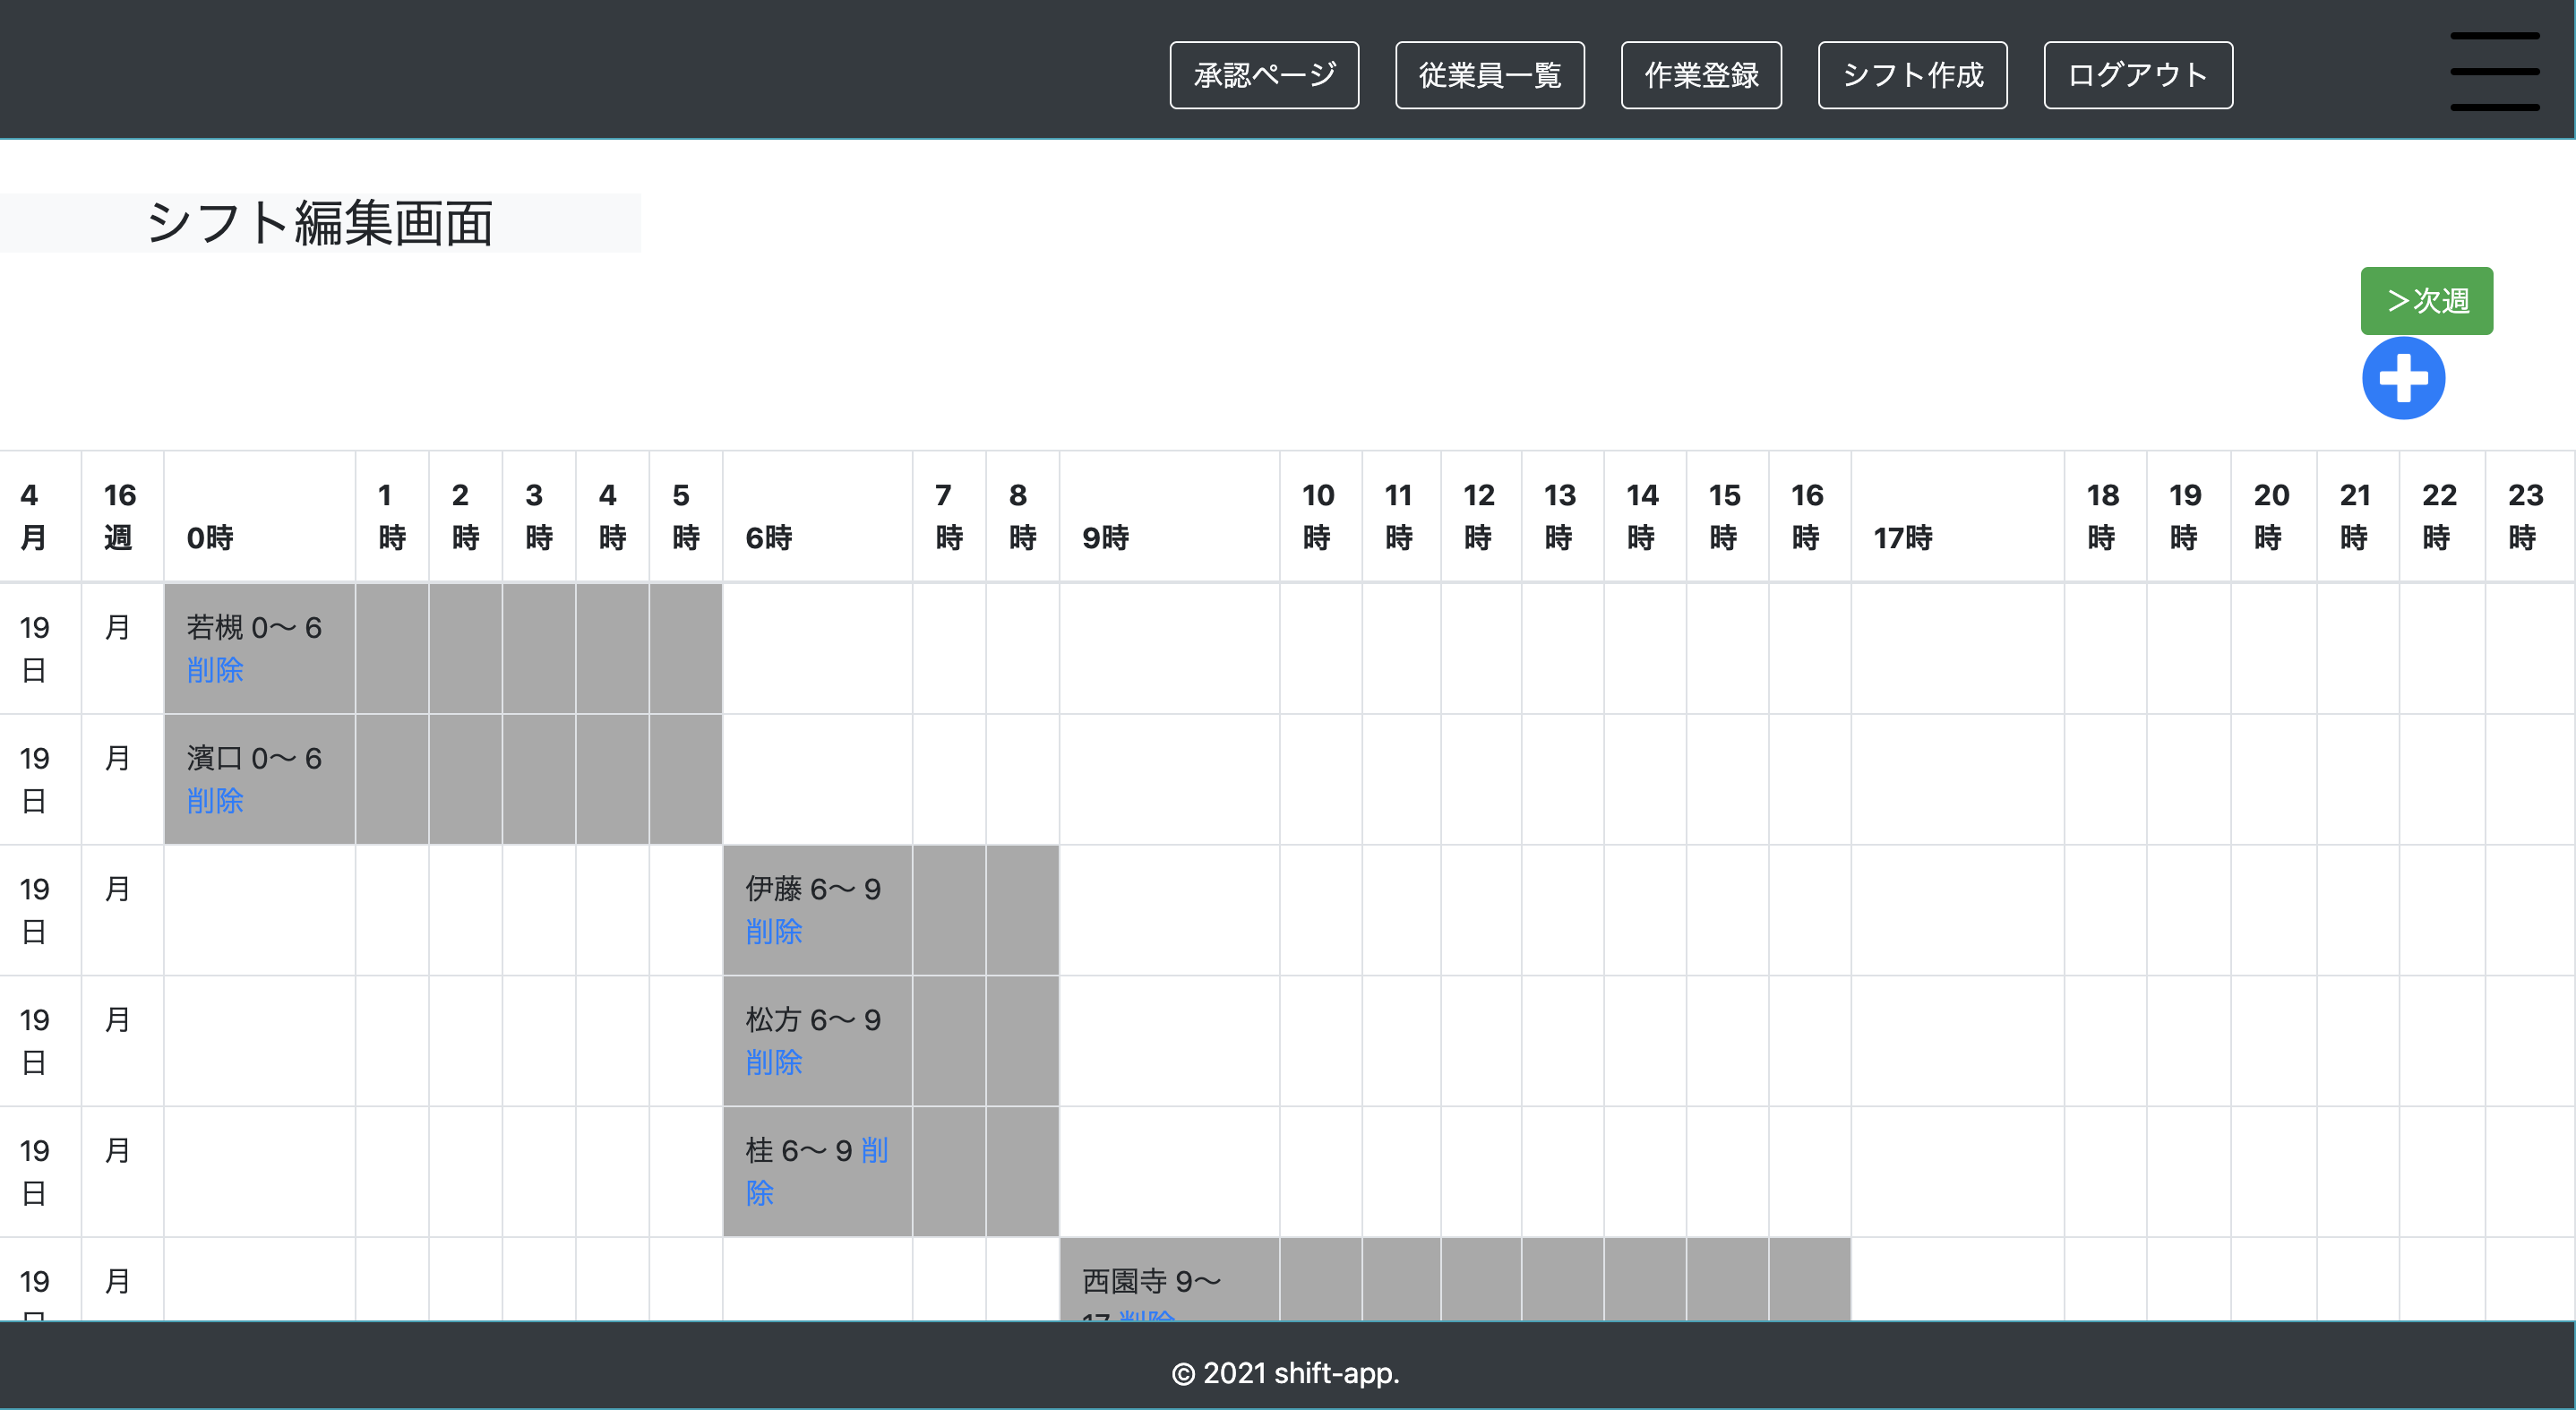 承認ページ 従業員一覧 作業登録 シフト作成 ログアウト
シフト編集画面
＞次週
4月 16週 0時 1時 2時 3時 4時 5時 6時 7時 8時 9時 10時 11時 12時 13時 14時 15時 16時 17時 18時 19時 20時 21時 22時 23時
19日 月 若槻 0〜 6 削除
19日 月 濱口 0〜 6 削除
19日 月 伊藤 6〜 9 削除
19日 月 松方 6〜 9 削除
19日 月 桂 6〜 9 削除
19日 月 西園寺 9〜 17 削除
© 2021 shift-app.